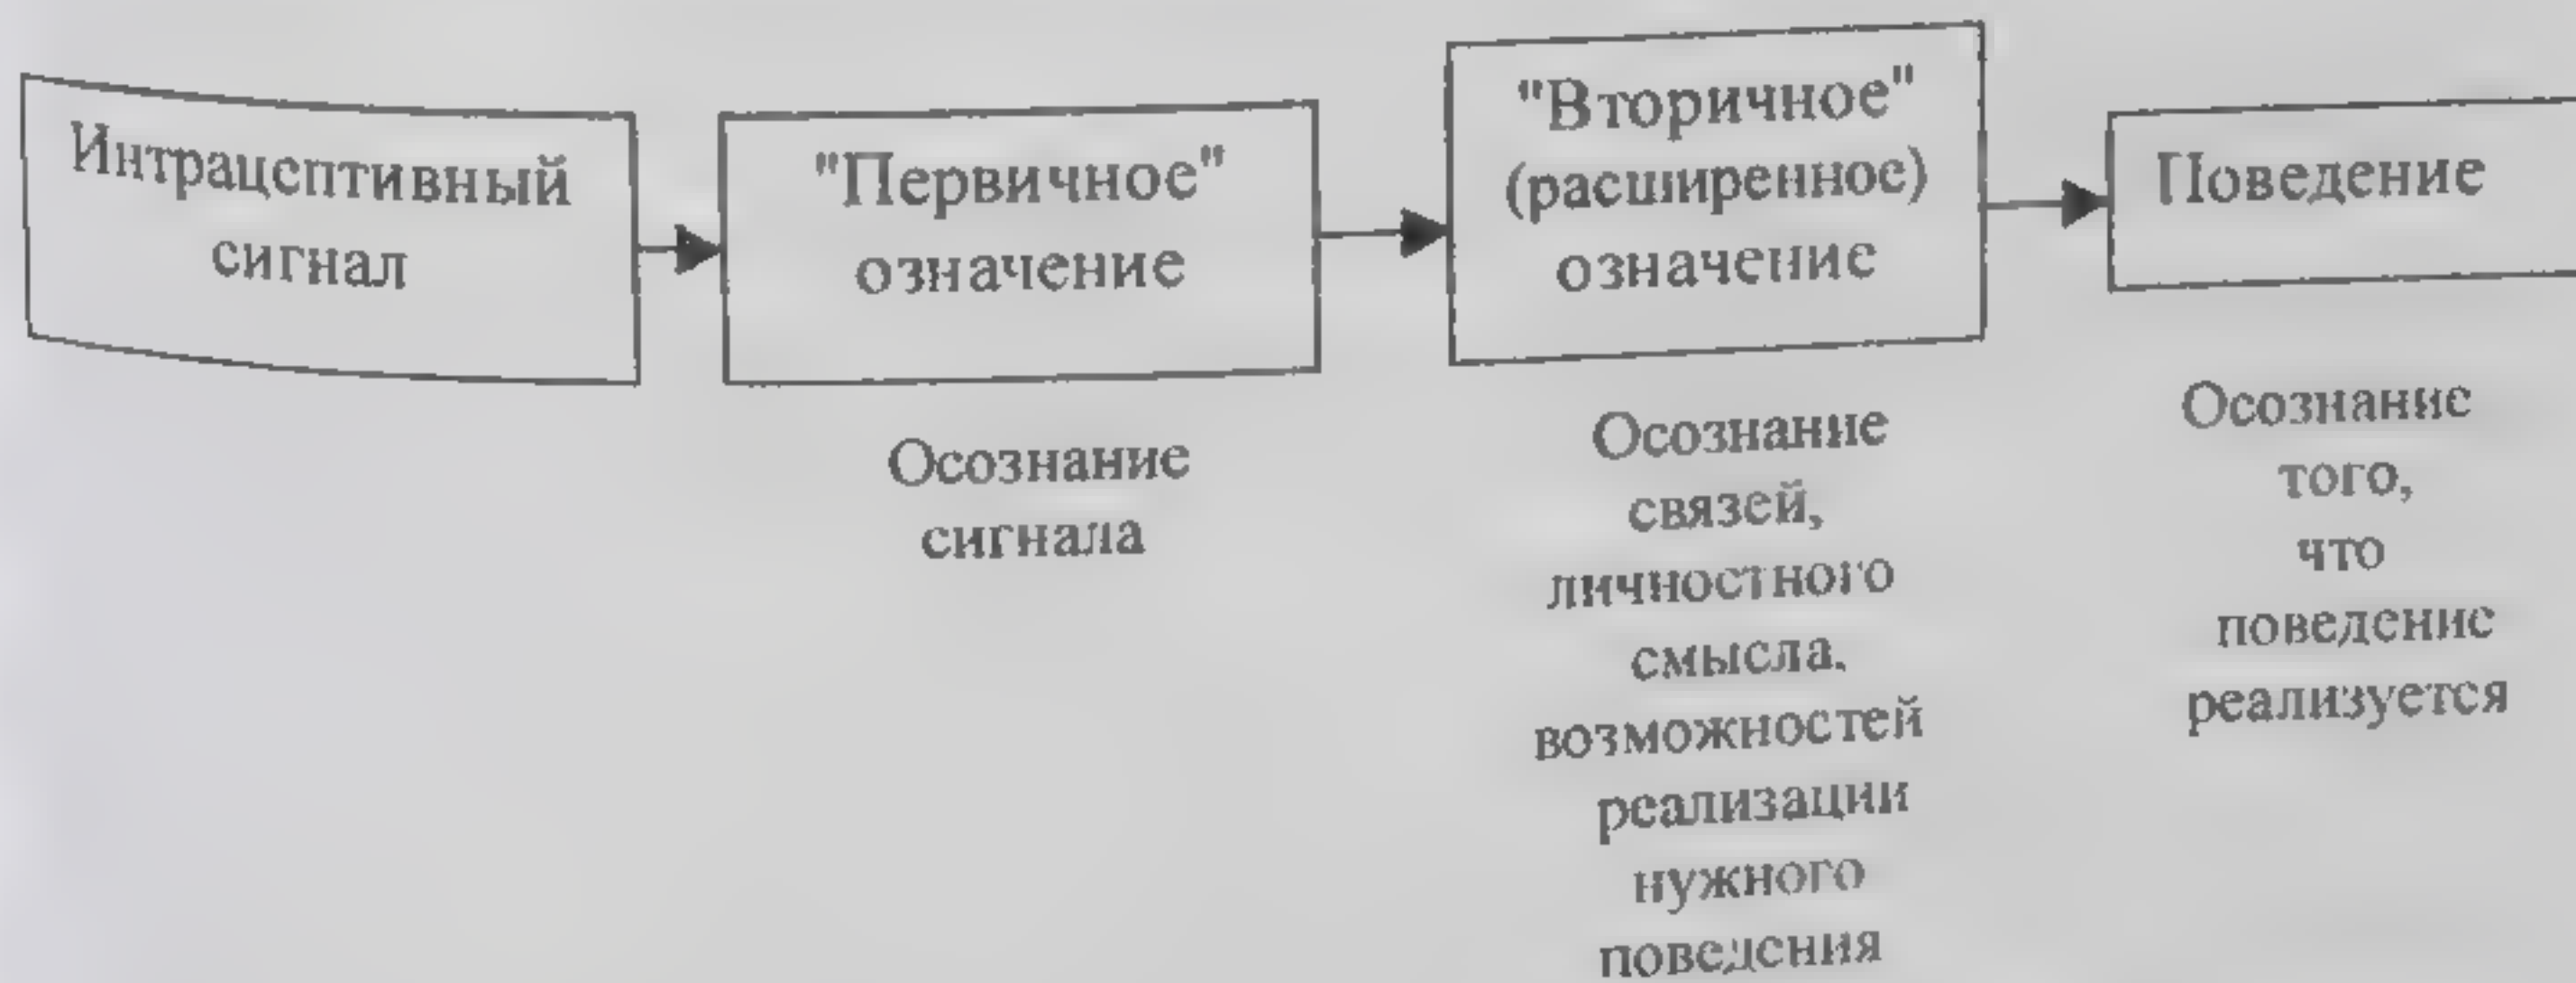 Интрацептивный
сигнал
"Первичное"
означение
Осознание
сигнала
"Вторичное"
(расширенное)
означение
Осознание
связей,
личностного
смысла,
возможностей
реализации
нужного
поведения
Поведение
Осознание
того,
что
поведение
реализуется